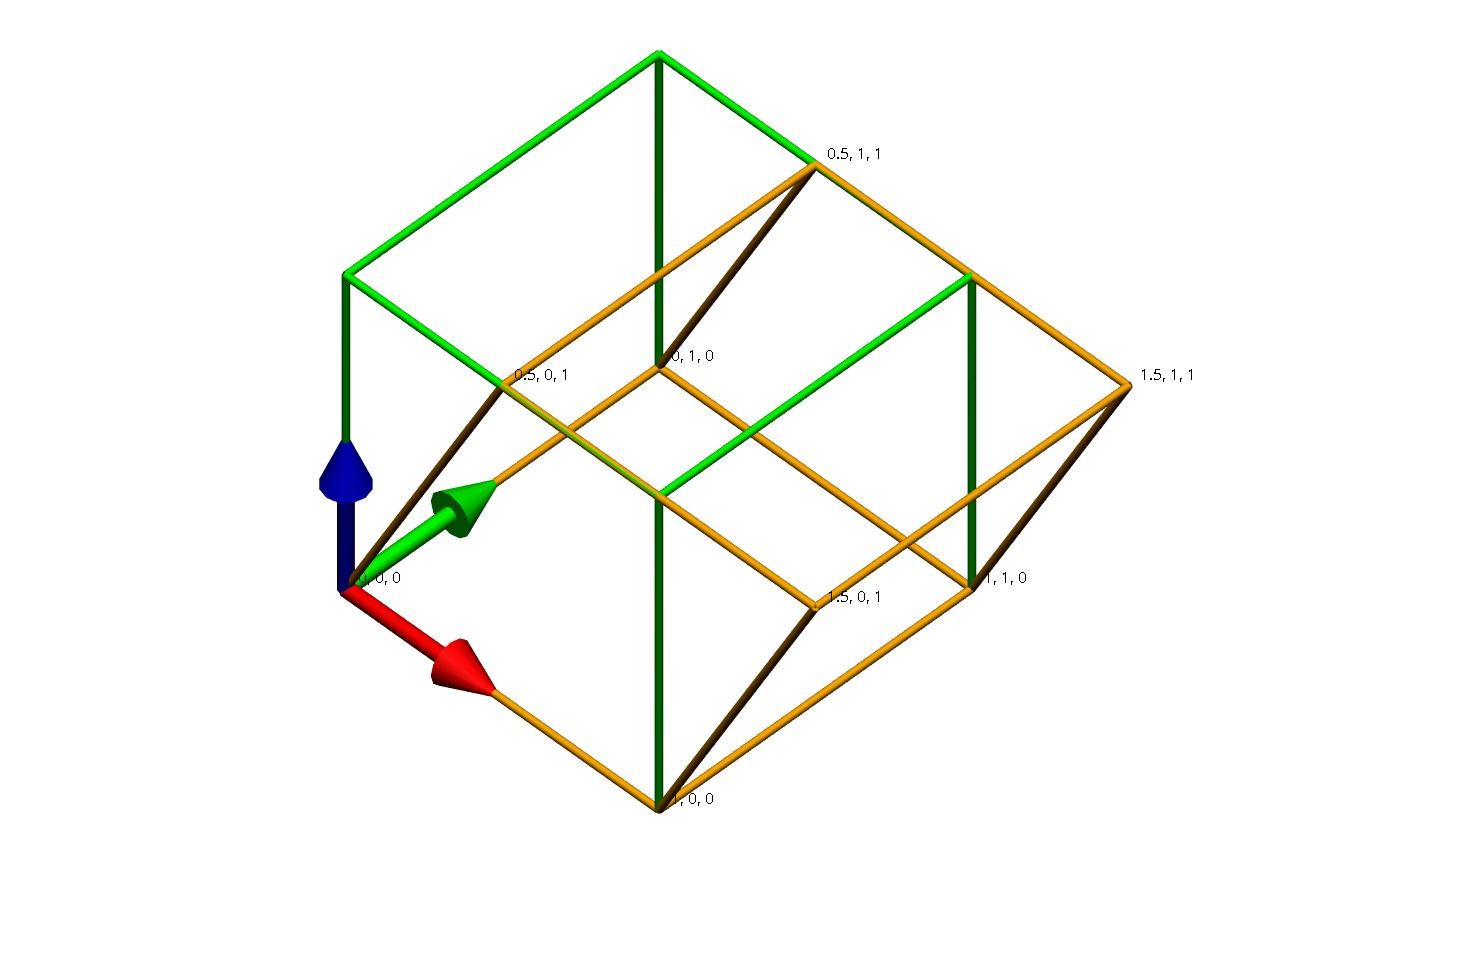 0.5, 1, 1
0, 1, 0
0.5, 0, 1
1.5, 1, 1
0, 0, 0
1, 1, 0
1.5, 0, 1
1, 0, 0